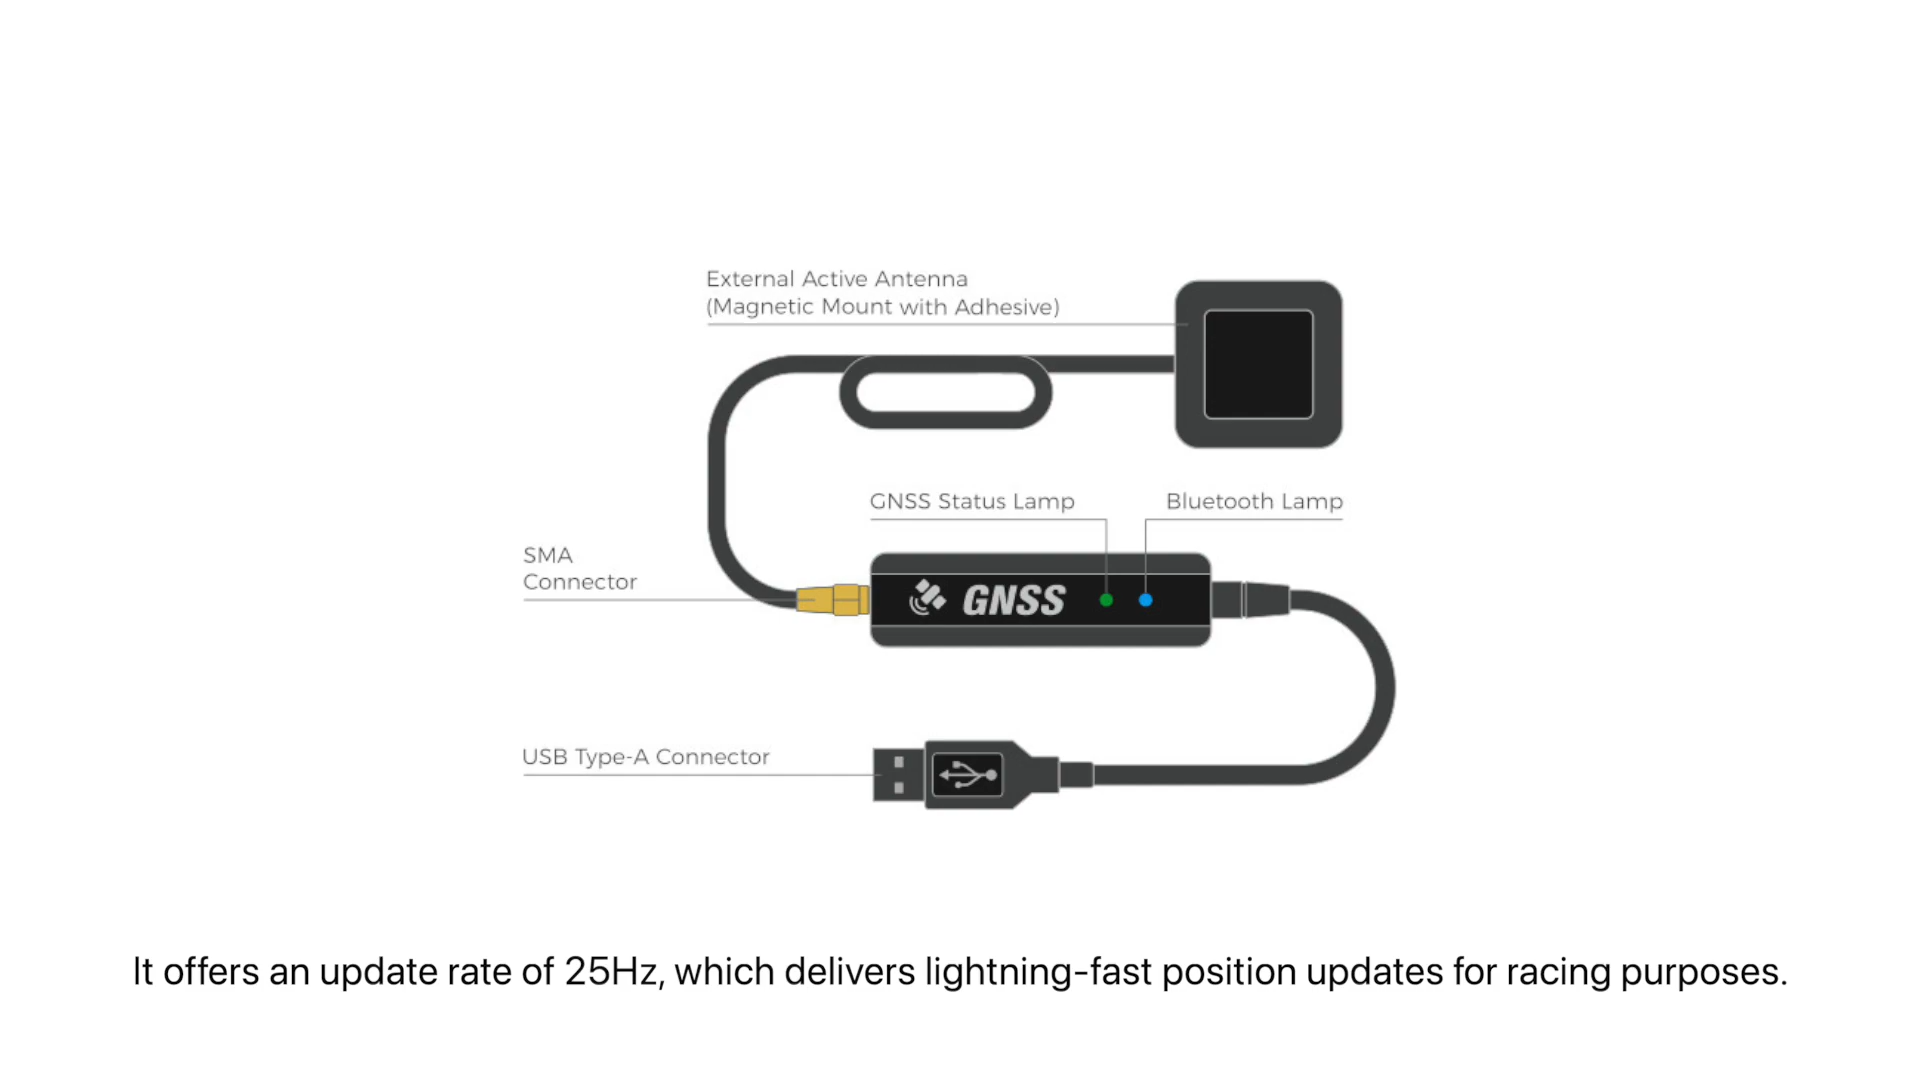 External Active Antenna
(Magnetic Mount with Adhesive)
GNSS Status Lamp
Bluetooth Lamp
SMA
Connector
GNSS
USB Type-A Connector
It offers an update rate of 25Hz, which delivers lightning-fast position updates for racing purposes.